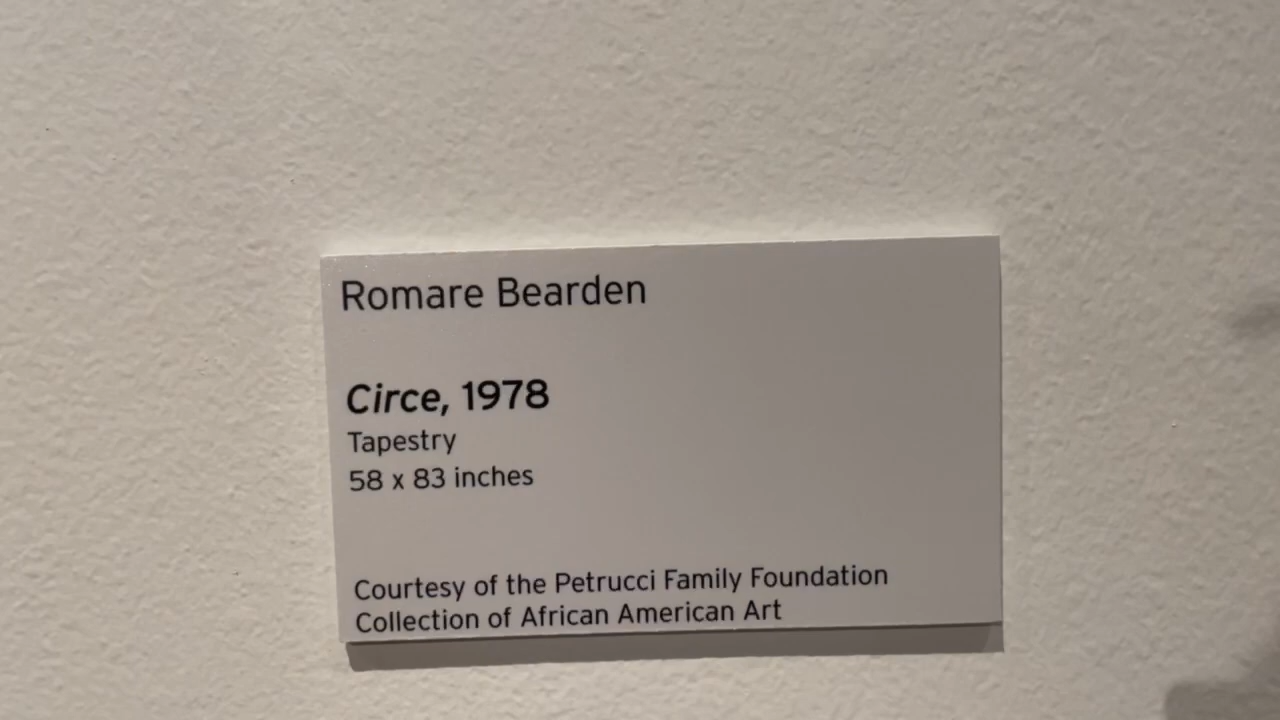 Romare Bearden
Circe, 1978
Tapestry
58 x 83 inches
Courtesy of the Petrucci Family Foundation
Collection of African American Art